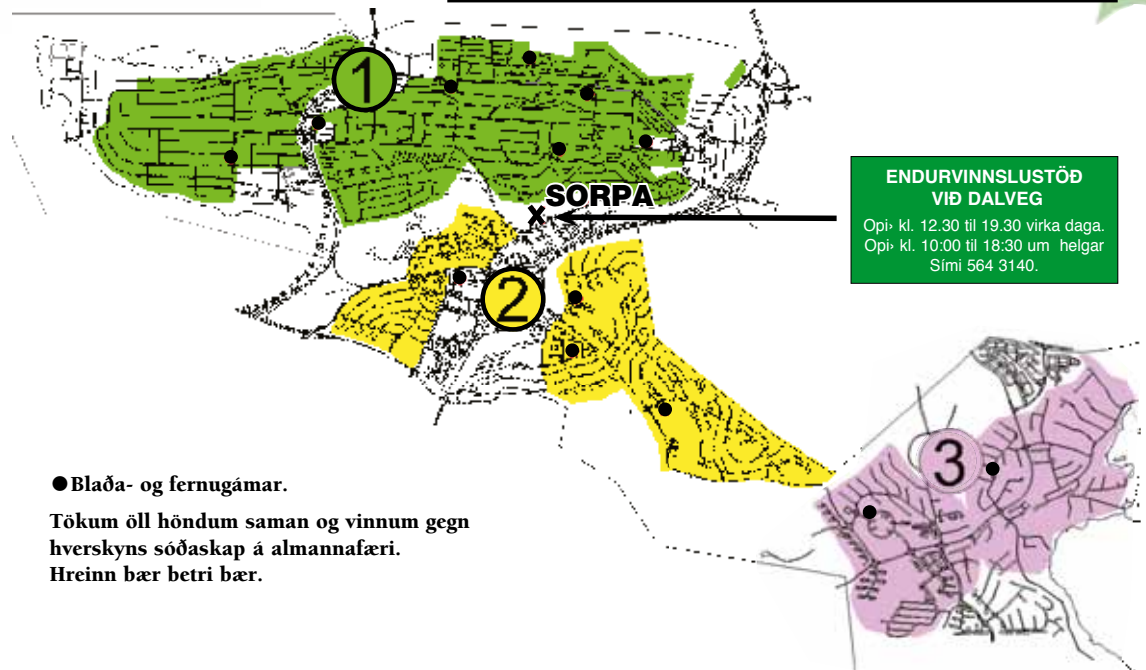 1
SORPA
ENDURVINNSLUSTÖÐ
VIÐ DALVEG
Opi› kl. 12.30 til 19.30 virka daga.
Opi› kl. 10:00 til 18:30 um helgar
Sími 564 3140.
2
3
Blaða- og fernugámar.
Tökum öll höndum saman og vinnum gegn
hverskyns sóðaskap á almannafæri.
Hreinn bær betri bær.